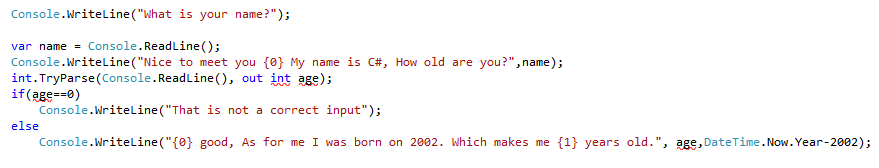 Console.WriteLine("What is your name?");
var name = Console.ReadLine();
Console.WriteLine("Nice to meet you {0} My name is C#, How old are you?",name);
int.TryParse(Console.ReadLine(), out int age);
if(age==0)
Console.WriteLine("That is not a correct input");
else
Console.WriteLine("{0} good, As for me I was born on 2002. Which makes me {1} years old.", age,DateTime.Now.Year-2002);